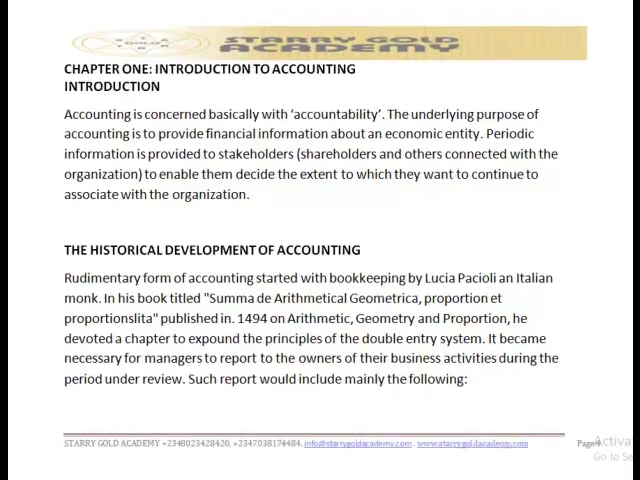 STARRY GOLD
ACADEMY
CHAPTER ONE: INTRODUCTION TO ACCOUNTING
INTRODUCTION
Accounting is concerned basically with ‘accountability’. The underlying purpose of
accounting is to provide financial information about an economic entity. Periodic
information is provided to stakeholders (shareholders and others connected with the
organization) to enable them decide the extent to which they want to continue to
associate with the organization.
THE HISTORICAL DEVELOPMENT OF ACCOUNTING
Rudimentary form of accounting started with bookkeeping by Lucia Pacioli an Italian
monk. In his book titled "Summa de Arithmetical Geometrica, proportion et
proportionslita" published in. 1494 on Arithmetic, Geometry and Proportion, he
devoted a chapter to expound the principles of the double entry system. It became
necessary for managers to report to the owners of their business activities during the
period under review. Such report would include mainly the following:
STARRY GOLD ACADEMY +2348023428420, +2347038174484, info@starrygoldacademy.com, www.starrygoldacademy.com Page
Activa
Go to Se